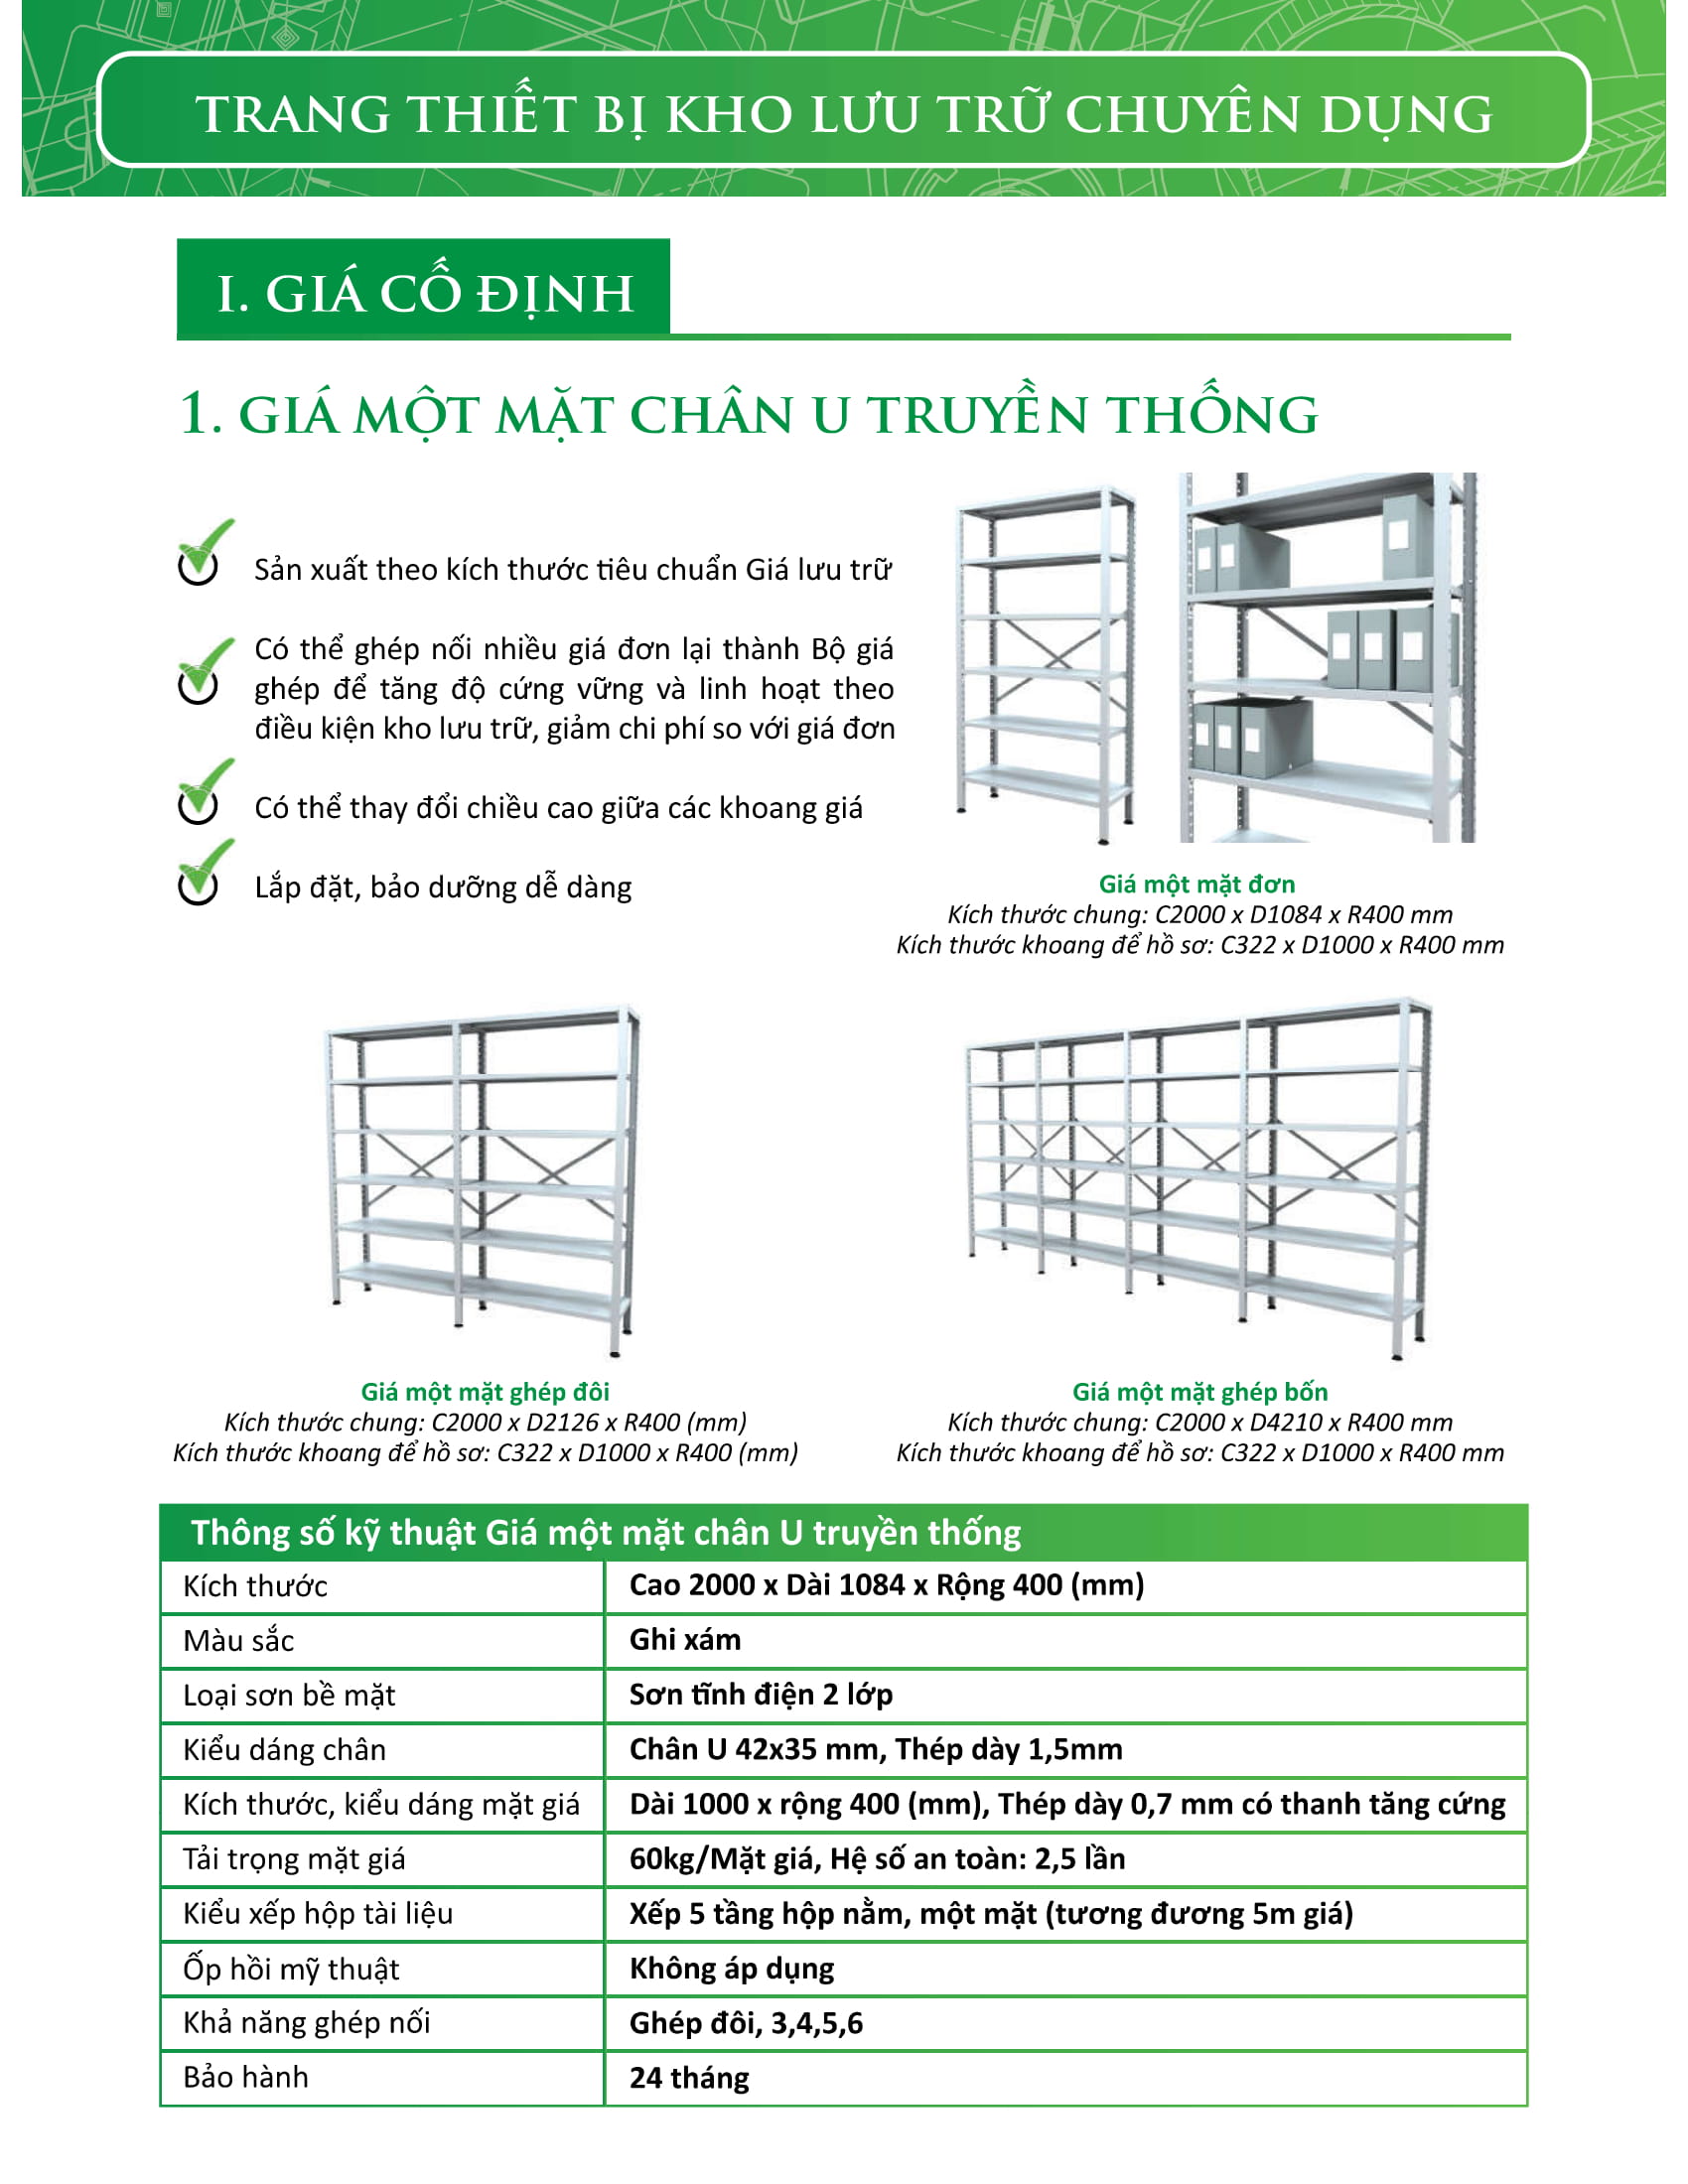 TRANG THIẾT BỊ KHO LƯU TRỮ CHUYÊN DỤNG
I. GIÁ CỐ ĐỊNH
1. GIÁ MỘT MẶT CHÂN U TRUYỀN THỐNG
Sản xuất theo kích thước tiêu chuẩn Giá lưu trữ
Có thể ghép nối nhiều giá đơn lại thành Bộ giá
ghép để tăng độ cứng vững và linh hoạt theo
điều kiện kho lưu trữ, giảm chi phí so với giá đơn
Có thể thay đổi chiều cao giữa các khoang giá
Lắp đặt, bảo dưỡng dễ dàng
Giá một mặt đơn
Kích thước chung: C2000 x D1084 x R400 mm
Kích thước khoang để hồ sơ: C322 x D1000 x R400 mm
Giá một mặt ghép đôi
Kích thước chung: C2000 x D2126 x R400 (mm)
Kích thước khoang để hồ sơ: C322 x D1000 x R400 (mm)
Giá một mặt ghép bốn
Kích thước chung: C2000 x D4210 x R400 mm
Kích thước khoang để hồ sơ: C322 x D1000 x R400 mm
Thông số kỹ thuật Giá một mặt chân U truyền thống
Kích thước Cao 2000 x Dài 1084 x Rộng 400 (mm)
Màu sắc Ghi xám
Loại sơn bề mặt Sơn tĩnh điện 2 lớp
Kiểu dáng chân Chân U 42x35 mm, Thép dày 1,5mm
Kích thước, kiểu dáng mặt giá Dài 1000 x rộng 400 (mm), Thép dày 0,7 mm có thanh tăng cứng
Tải trọng mặt giá 60kg/Mặt giá, Hệ số an toàn: 2,5 lần
Kiểu xếp hộp tài liệu Xếp 5 tầng hộp nằm, một mặt (tương đương 5m giá)
Ốp hồi mỹ thuật Không áp dụng
Khả năng ghép nối Ghép đôi, 3,4,5,6
Bảo hành 24 tháng